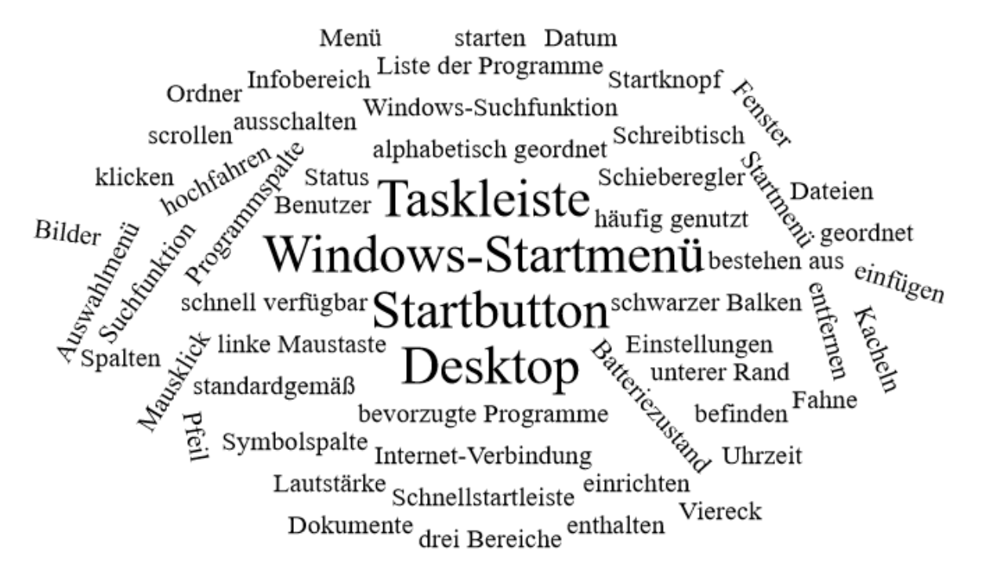 Menü starten Datum
Liste der Programme
Infobereich Startknopf
Ordner Fenster
Windows-Suchfunktion
ausschalten
scrollen Schreibtisch
alphabetisch geordnet
klicken hochfahren Programmspalte Status Schieberegler Startmenü Dateien
Taskleiste
Benutzer häufig genutzt
Bilder geordnet
Auswahlmenü Suchfunktion
Windows-Startmenü bestehen aus einfügen
schnell verfügbar Startbutton schwarzer Balken entfernen Kacheln
Spalten Mausklick linke Maustaste Einstellungen
Desktop Batteriezustand unterer Rand
standardgemäß
Fahne
bevorzugte Programme befinden
Pfeil Symbolspalte
Internet-Verbindung Uhrzeit
Lautstärke einrichten
Schnellstartleiste
Viereck
Dokumente enthalten
drei Bereiche